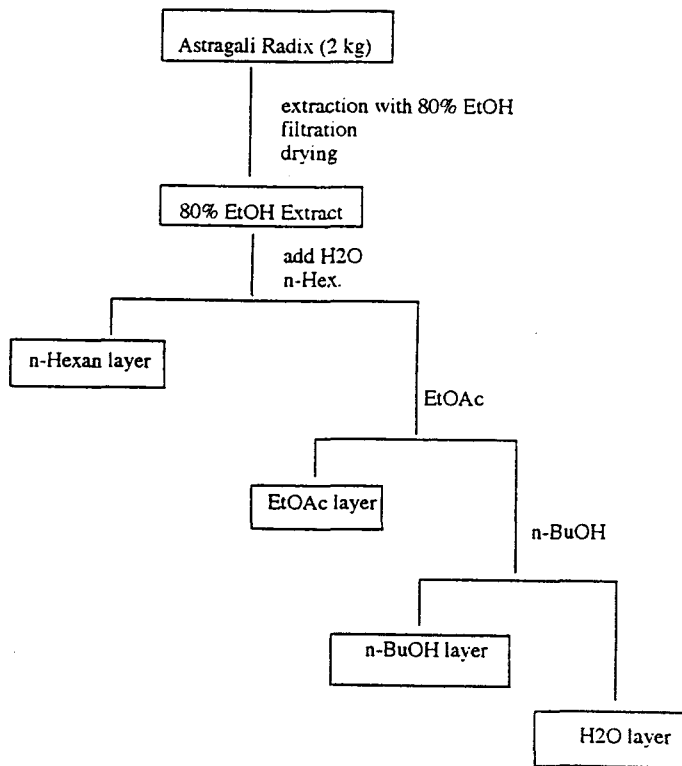 Astragali Radix (2 kg)
extraction with 80% EtOH
filtration
drying
80% EtOH Extract
add H2O
n-Hex.
n-Hexan layer
EtOAc
EtOAc layer
n-BuOH
n-BuOH layer
H2O layer